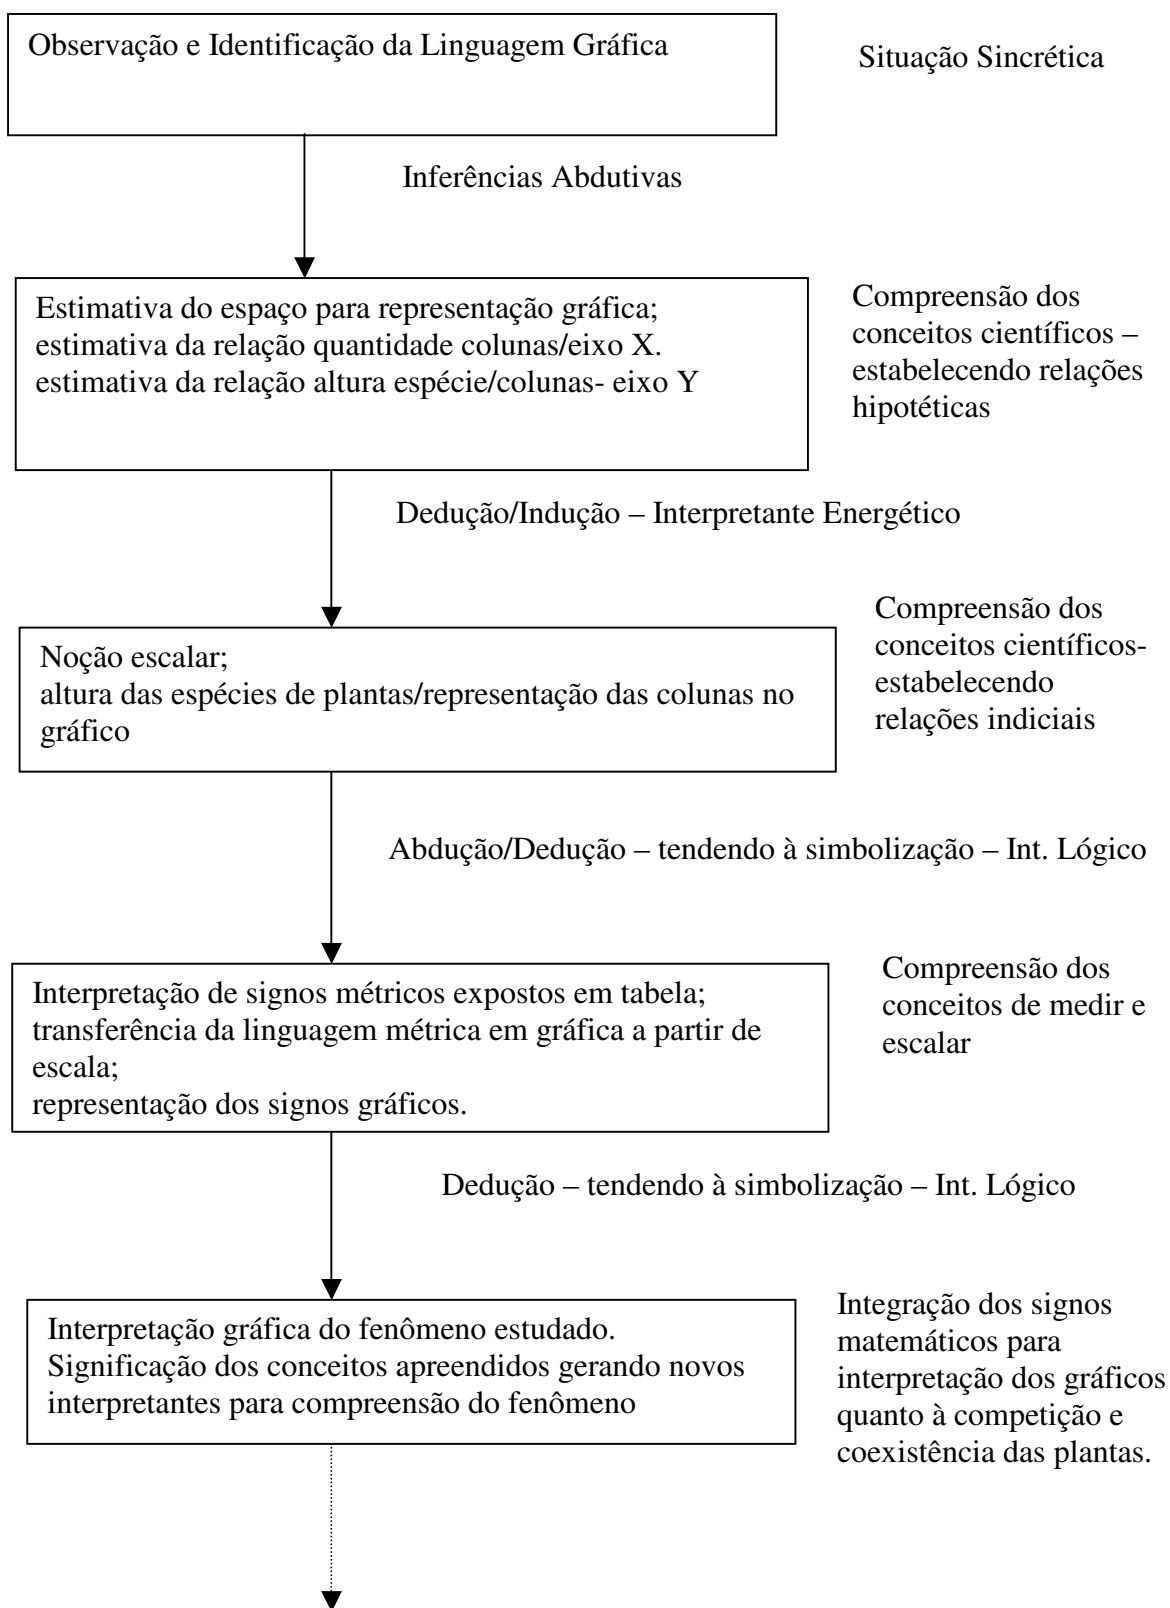 Observação e Identificação da Linguagem Gráfica
Situação Sincrética
Inferências Abdutivas
Estimativa do espaço para representação gráfica;
estimativa da relação quantidade colunas/eixo X.
estimativa da relação altura espécie/colunas- eixo Y
Compreensão dos
conceitos científicos –
estabelecendo relações
hipotéticas
Dedução/Indução – Interpretante Energético
Noção escalar;
altura das espécies de plantas/representação das colunas no
gráfico
Compreensão dos
conceitos científicos-
estabelecendo
relações indiciais
Abdução/Dedução – tendendo à simbolização – Int. Lógico
Interpretação de signos métricos expostos em tabela;
transferência da linguagem métrica em gráfica a partir de
escala;
representação dos signos gráficos.
Compreensão dos
conceitos de medir e
escalar
Dedução – tendendo à simbolização – Int. Lógico
Interpretação gráfica do fenômeno estudado.
Significação dos conceitos apreendidos gerando novos
interpretantes para compreensão do fenômeno
Integração dos signos
matemáticos para
interpretação dos gráficos
quanto à competição e
coexistência das plantas.